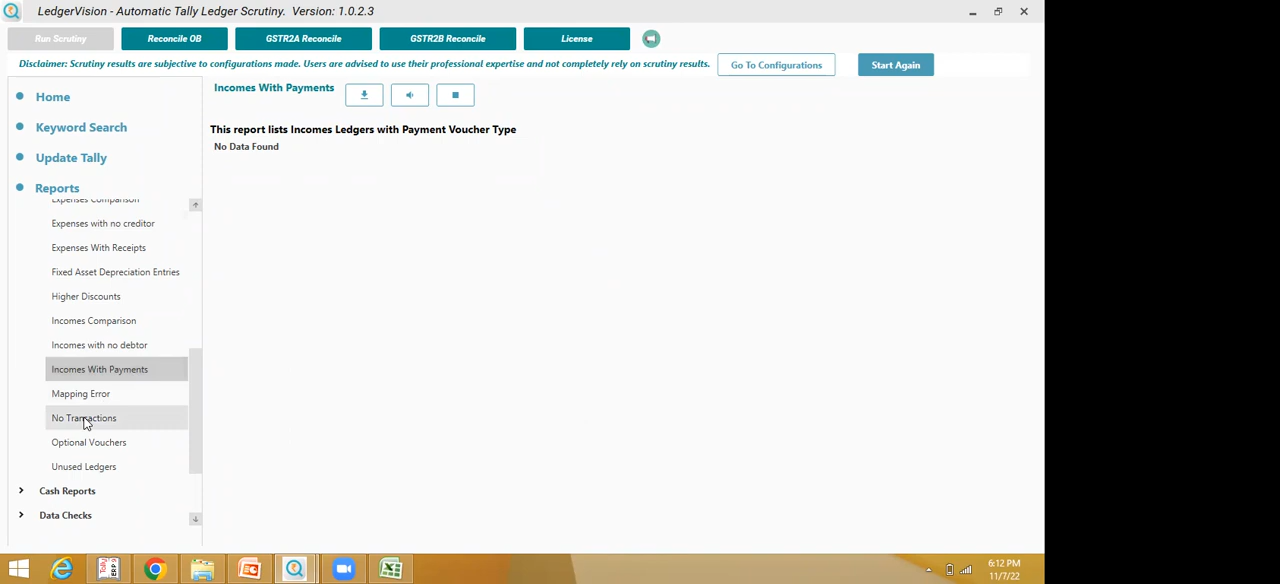 LedgerVision - Automatic Tally Ledger Scrutiny. Version: 1.0.2.3
Run Scrutiny Reconcile OB GSTR2A Reconcile GSTR2B Reconcile License
Disclaimer: Scrutiny results are subjective to configurations made. Users are advised to use their professional expertise and not completely rely on scrutiny results. Go To Configurations Start Again
Home
Keyword Search
Update Tally
Reports
Expenses Comparison
Expenses with no creditor
Expenses With Receipts
Fixed Asset Depreciation Entries
Higher Discounts
Incomes Comparison
Incomes with no debtor
Incomes With Payments
Mapping Error
No Transactions
Optional Vouchers
Unused Ledgers
Cash Reports
Data Checks
Incomes With Payments
This report lists Incomes Ledgers with Payment Voucher Type
No Data Found
6:12 PM
11/7/22